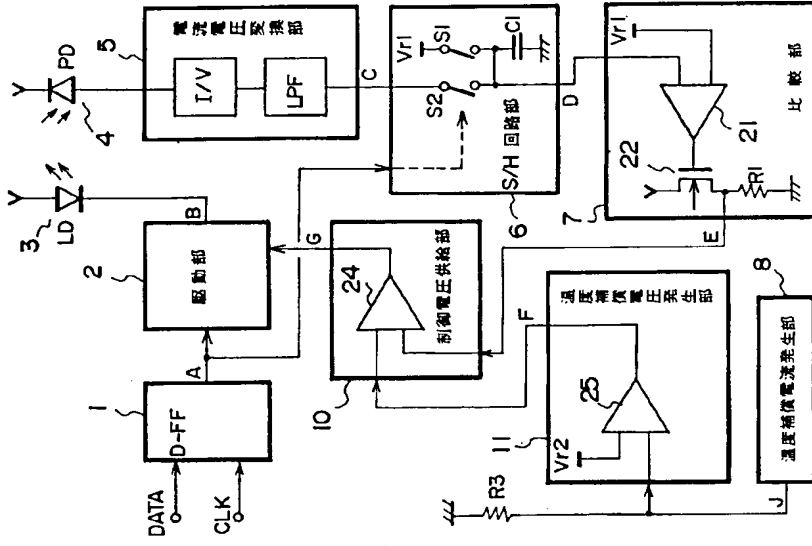 DATA
CLK
D-FF
1
A
駆動部
2
B
3
LD
4
PD
5
電流電圧変換部
I/V
LPF
C
Vr1
S1
S2
C1
S/H 回路部
6
D
G
24
制御電圧供給部
10
E
7
22
21
Vr1
R1
比較部
F
温度補償電圧発生部
25
11
Vr2
R3
J
8
温度補償電流発生部